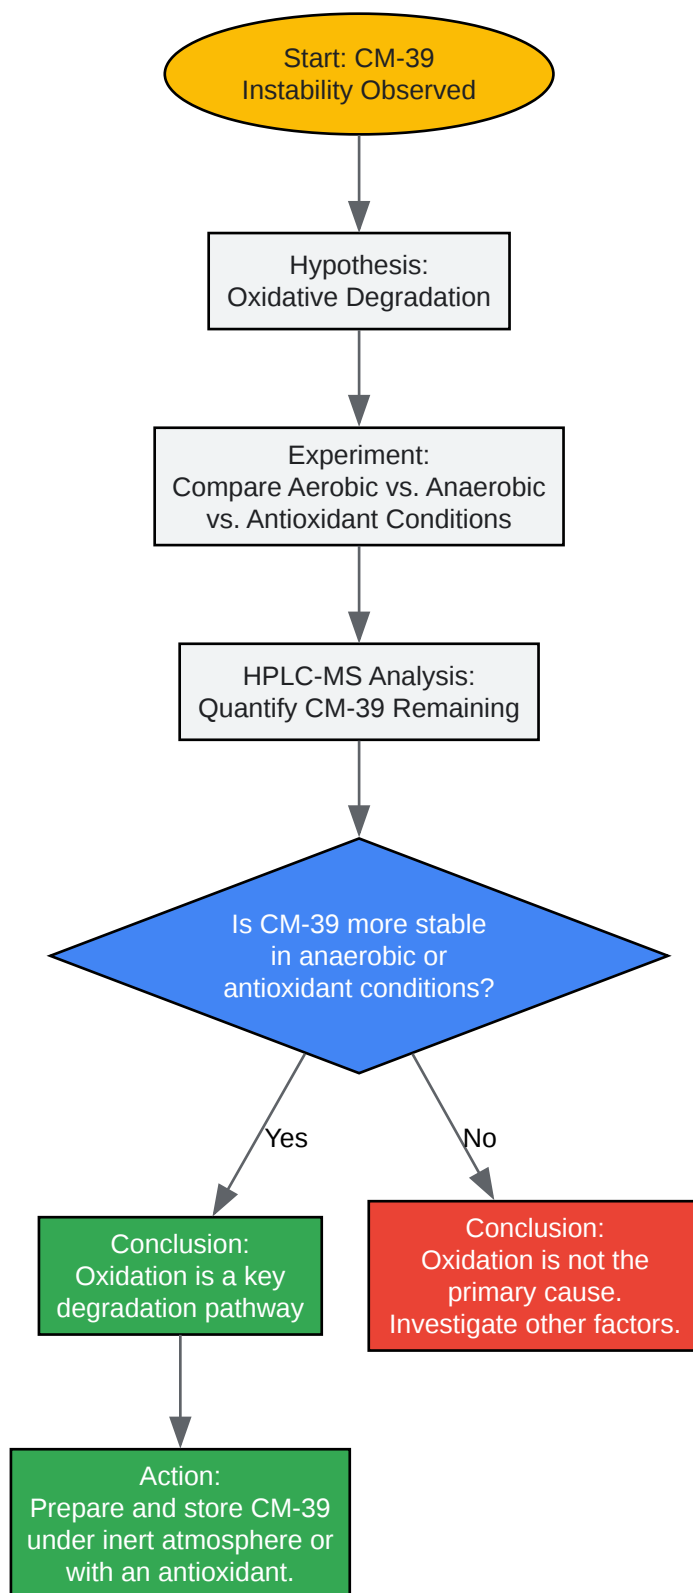 Start: CM-39
Instability Observed
Hypothesis:
Oxidative Degradation
Experiment:
Compare Aerobic vs. Anaerobic
vs. Antioxidant Conditions
HPLC-MS Analysis:
Quantify CM-39 Remaining
Is CM-39 more stable
in anaerobic or
antioxidant conditions?
Yes
No
Conclusion:
Oxidation is a key
degradation pathway
Conclusion:
Oxidation is not the
primary cause.
Investigate other factors.
Action:
Prepare and store CM-39
under inert atmosphere or
with an antioxidant.